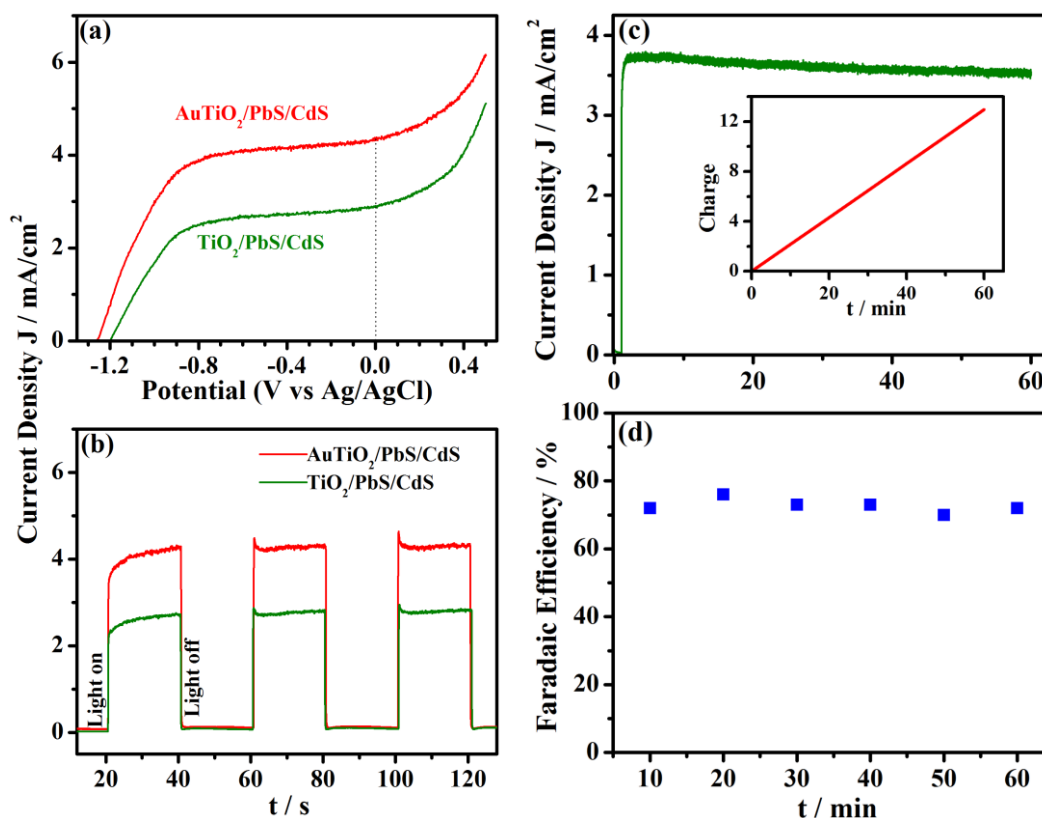 (a)
6
4
2
0
AuTiO₂/PbS/CdS
TiO₂/PbS/CdS
-1.2 -0.8 -0.4 0.0 0.4
Potential (V vs Ag/AgCl)
Current Density J / mA/cm²
(b)
6
4
2
0
AuTiO₂/PbS/CdS
TiO₂/PbS/CdS
Light on
Light off
20 40 60 80 100 120
t / s
(c)
4
3
2
1
0
Current Density J / mA/cm²
12
8
4
0
Charge
0 20 40 60
t / min
0 20 40 60
(d)
100
80
60
40
20
0
Faradaic Efficiency / %
10 20 30 40 50 60
t / min